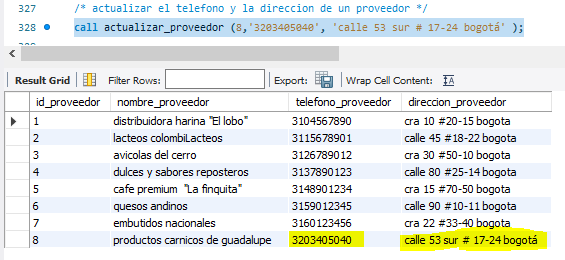 327 /* actualizar el telefono y la direccion de un proveedor */
328 call actualizar_proveedor (8,'3203405040', 'calle 53 sur # 17-24 bogotá' );
329
Result Grid Filter Rows: Export: Wrap Cell Content: IA
id_proveedor nombre_proveedor telefono_proveedor direccion_proveedor
1 distribuidora harina "El lobo" 3104567890 cra 10 #20-15 bogota
2 lacteos colombiLacteos 3115678901 calle 45 #18-22 bogota
3 avicolas del cerro 3126789012 cra 30 #50-10 bogota
4 dulces y sabores reposteros 3137890123 calle 80 #25-14 bogota
5 cafe premium "La finquita" 3148901234 cra 15 #70-50 bogota
6 quesos andinos 3159012345 calle 90 #10-11 bogota
7 embutidos nacionales 3160123456 cra 22 #33-40 bogota
8 productos carnicos de guadalupe 3203405040 calle 53 sur # 17-24 bogotá